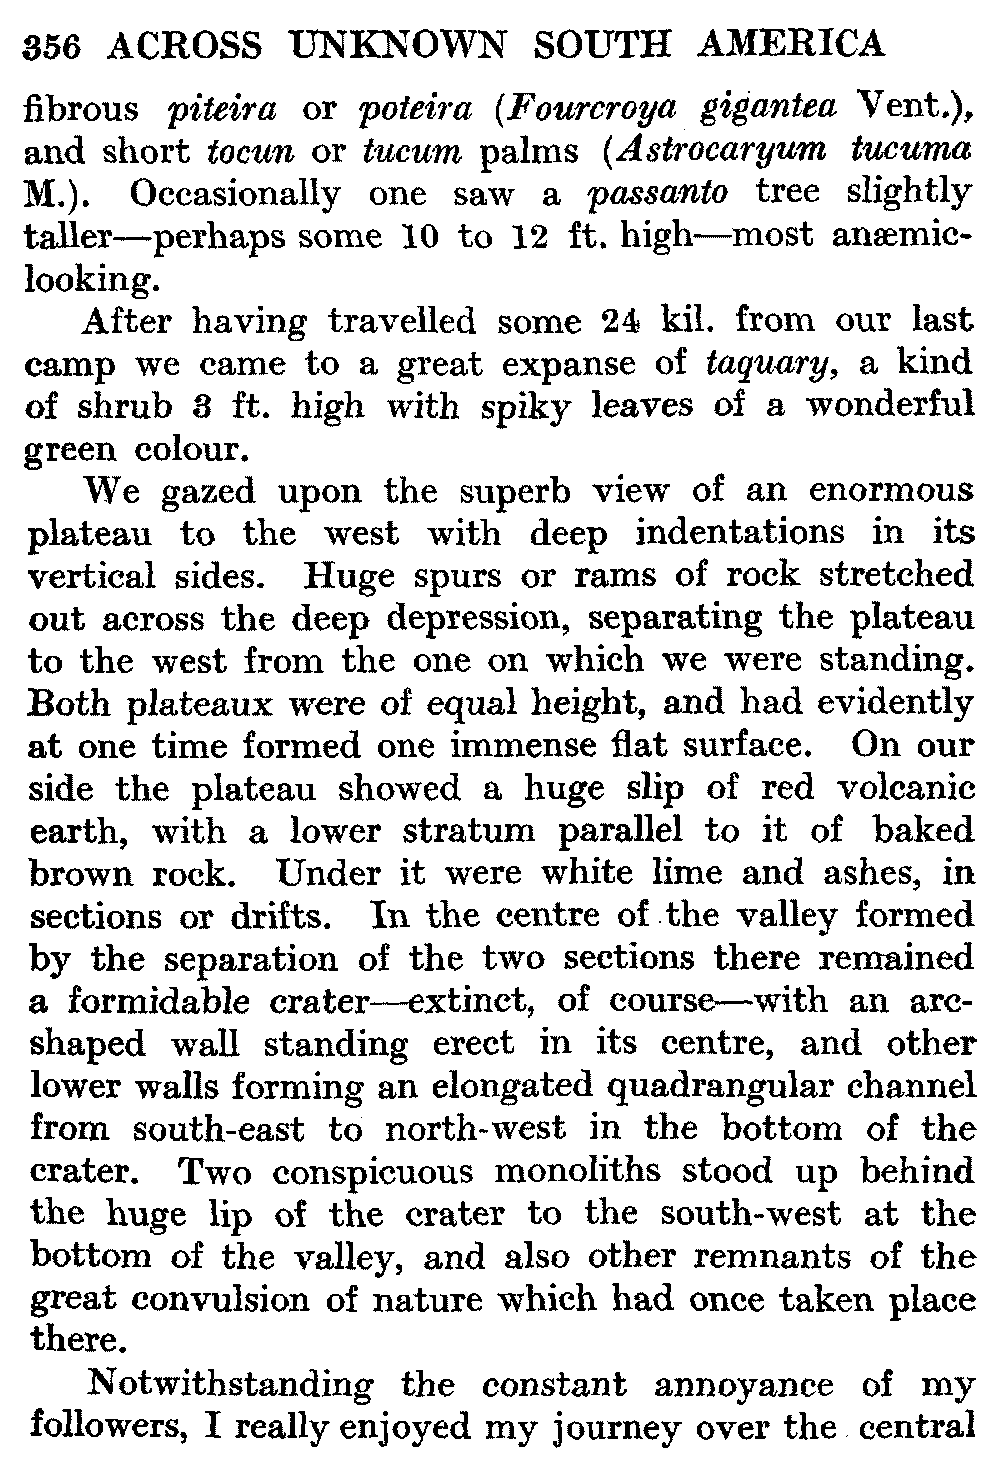 356 ACROSS UNKNOWN SOUTH AMERICA
fibrous piteira or poteira (Fourcroya gigantea Vent.),
and short tocun or tucum palms (Astrocaryum tucuma
M.). Occasionally one saw a passanto tree slightly
taller—perhaps some 10 to 12 ft. high—most anæmic-
looking.
After having travelled some 24 kil. from our last
camp we came to a great expanse of taquary, a kind
of shrub 3 ft. high with spiky leaves of a wonderful
green colour.
We gazed upon the superb view of an enormous
plateau to the west with deep indentations in its
vertical sides. Huge spurs or rams of rock stretched
out across the deep depression, separating the plateau
to the west from the one on which we were standing.
Both plateaux were of equal height, and had evidently
at one time formed one immense flat surface. On our
side the plateau showed a huge slip of red volcanic
earth, with a lower stratum parallel to it of baked
brown rock. Under it were white lime and ashes, in
sections or drifts. In the centre of the valley formed
by the separation of the two sections there remained
a formidable crater—extinct, of course—with an arc-
shaped wall standing erect in its centre, and other
lower walls forming an elongated quadrangular channel
from south-east to north-west in the bottom of the
crater. Two conspicuous monoliths stood up behind
the huge lip of the crater to the south-west at the
bottom of the valley, and also other remnants of the
great convulsion of nature which had once taken place
there.
Notwithstanding the constant annoyance of my
followers, I really enjoyed my journey over the central